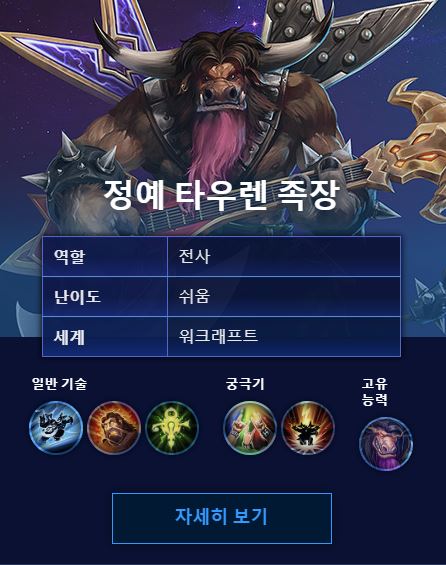 정예 타우렌 족장
역할 전사
난이도 쉬움
세계 워크래프트
일반 기술 궁극기 고유 능력
자세히 보기